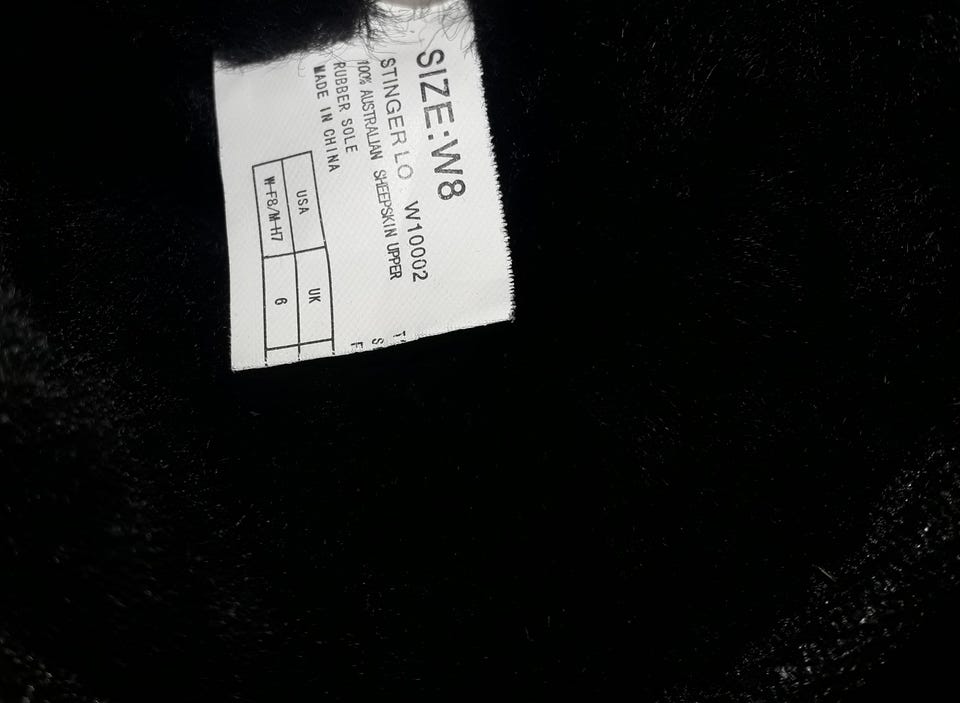 SIZE:W8
STINGER LO W10002
100% AUSTRALIAN SHEEPSKIN UPPER
RUBBER SOLE
MADE IN CHINA
USA UK
W-F8/M-H7 6